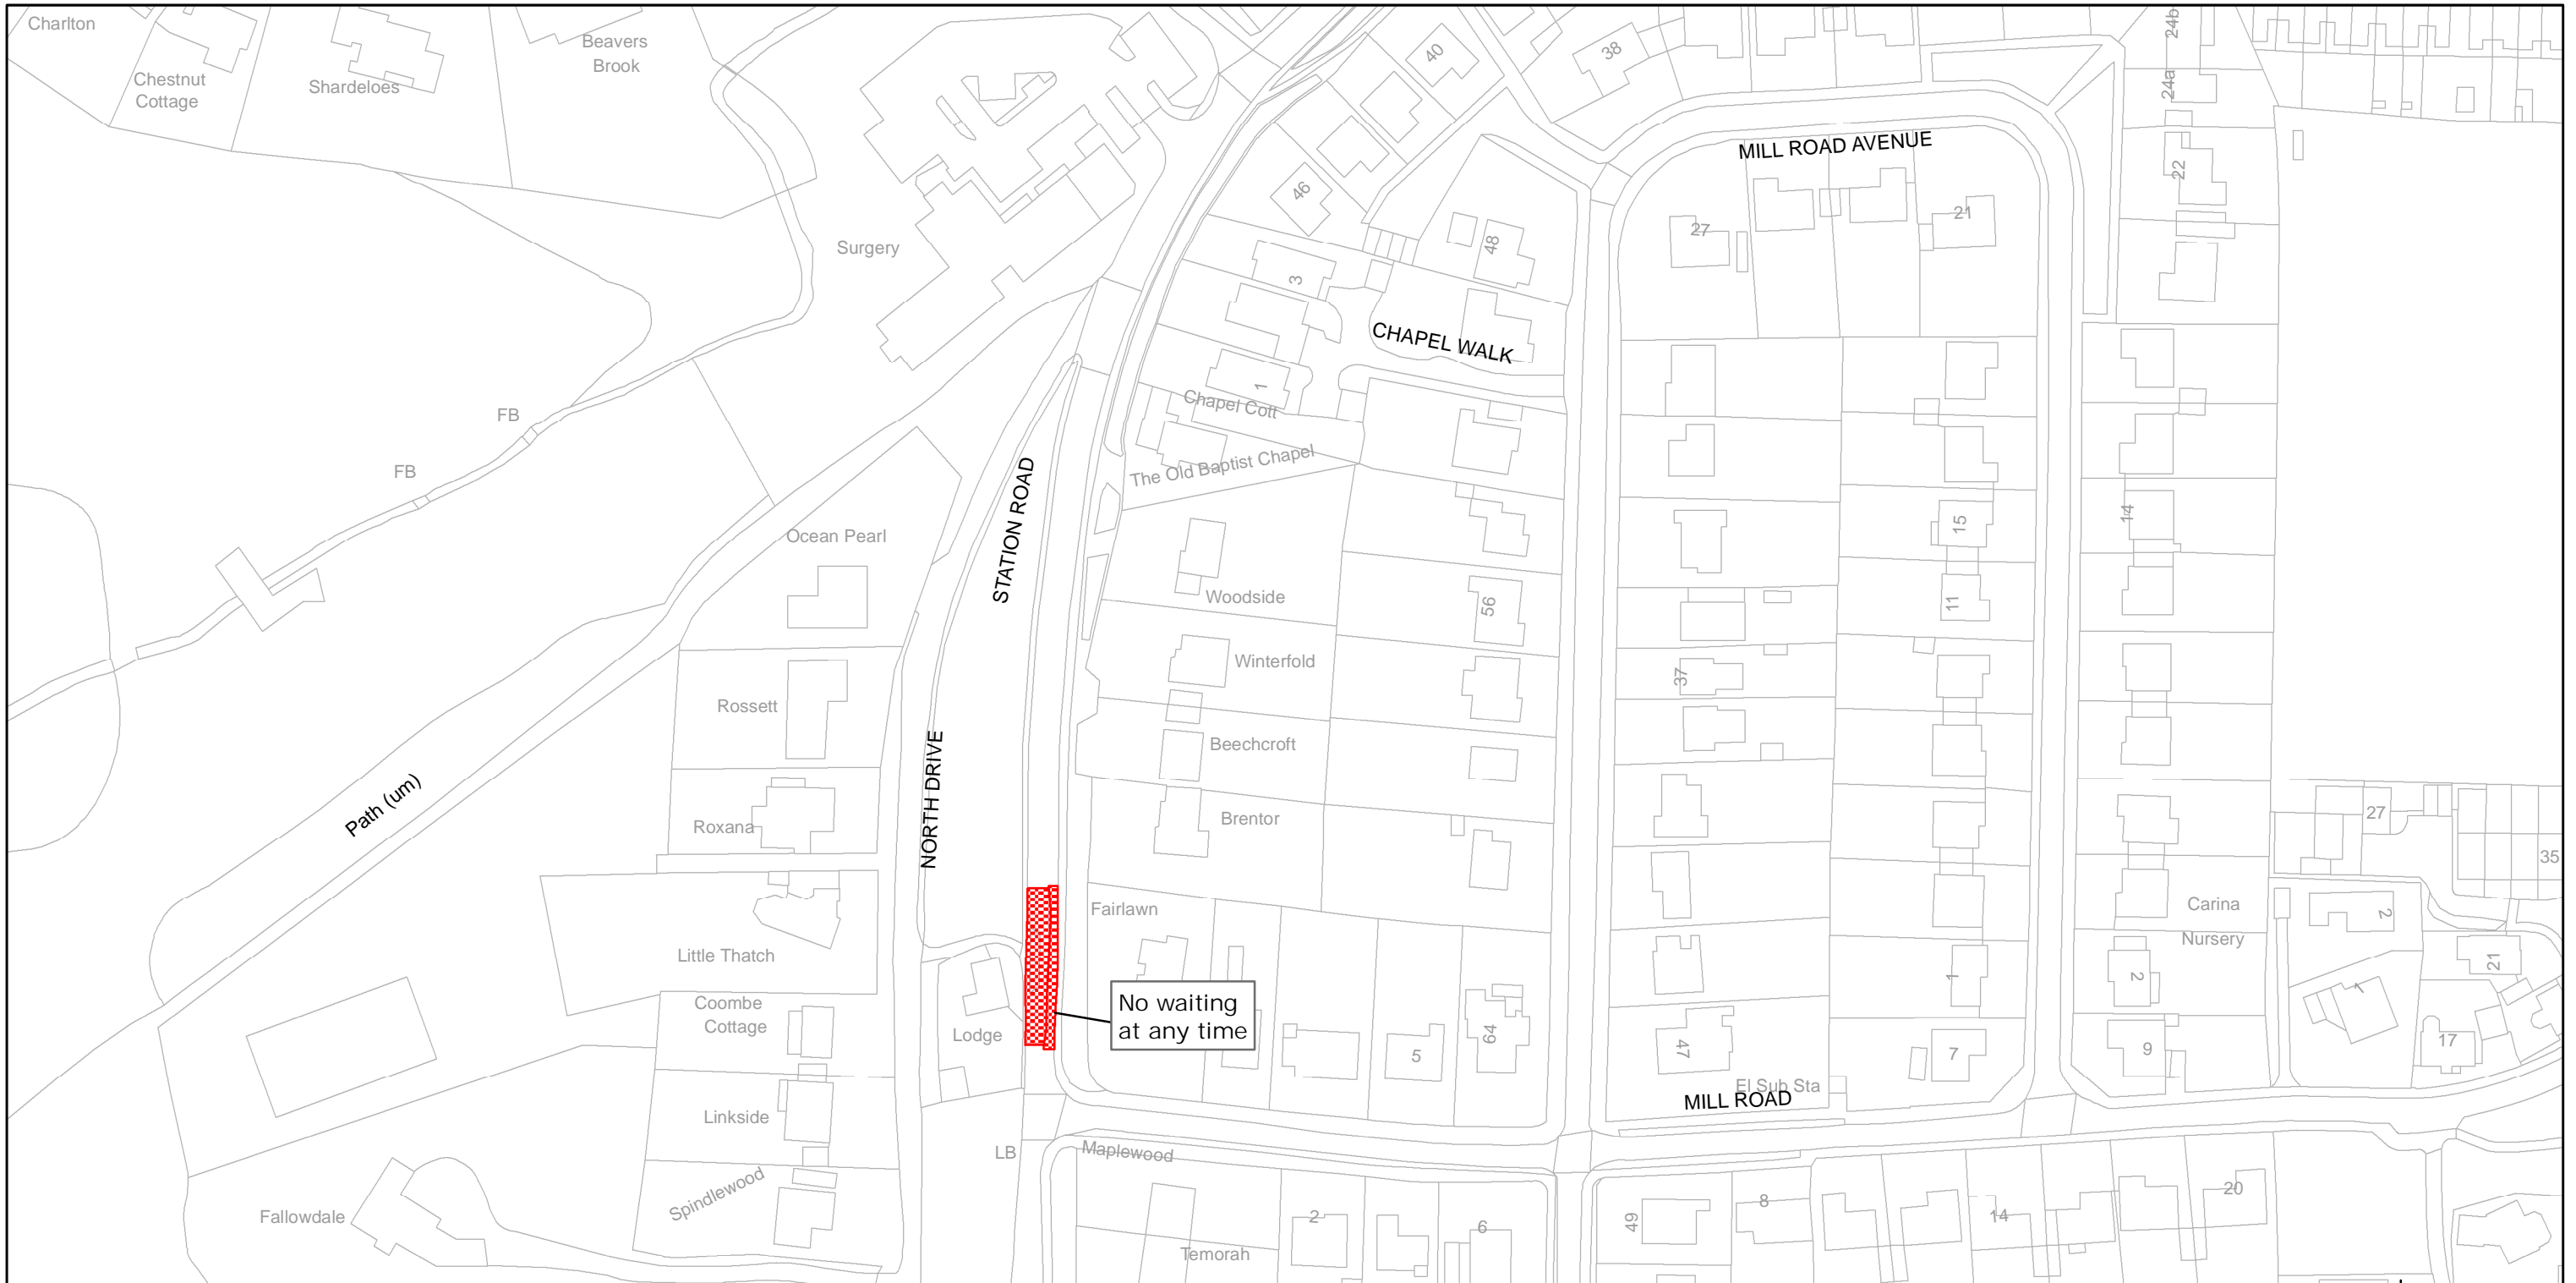 Charlton
Chestnut
Cottage
Shardeloes
Beavers
Brook
40
38
24b
24a
MILL ROAD AVENUE
22
46
27
21
Surgery
48
3
CHAPEL WALK
1
Chapel Cott
FB
The Old Baptist Chapel
FB
STATION ROAD
Ocean Pearl
15
14
Woodside
56
11
Winterfold
37
Rossett
Beechcroft
NORTH DRIVE
Path (um)
Roxana
Brentor
27
35
Fairlawn
Carina
2
Nursery
Little Thatch
21
1
2
1
Coombe
Cottage
No waiting
at any time
Lodge
64
5
47
7
9
17
El Sub Sta
MILL ROAD
Linkside
LB
Maplewood
Spindlewood
Fallowdale
2
6
49
8
14
20
Temorah